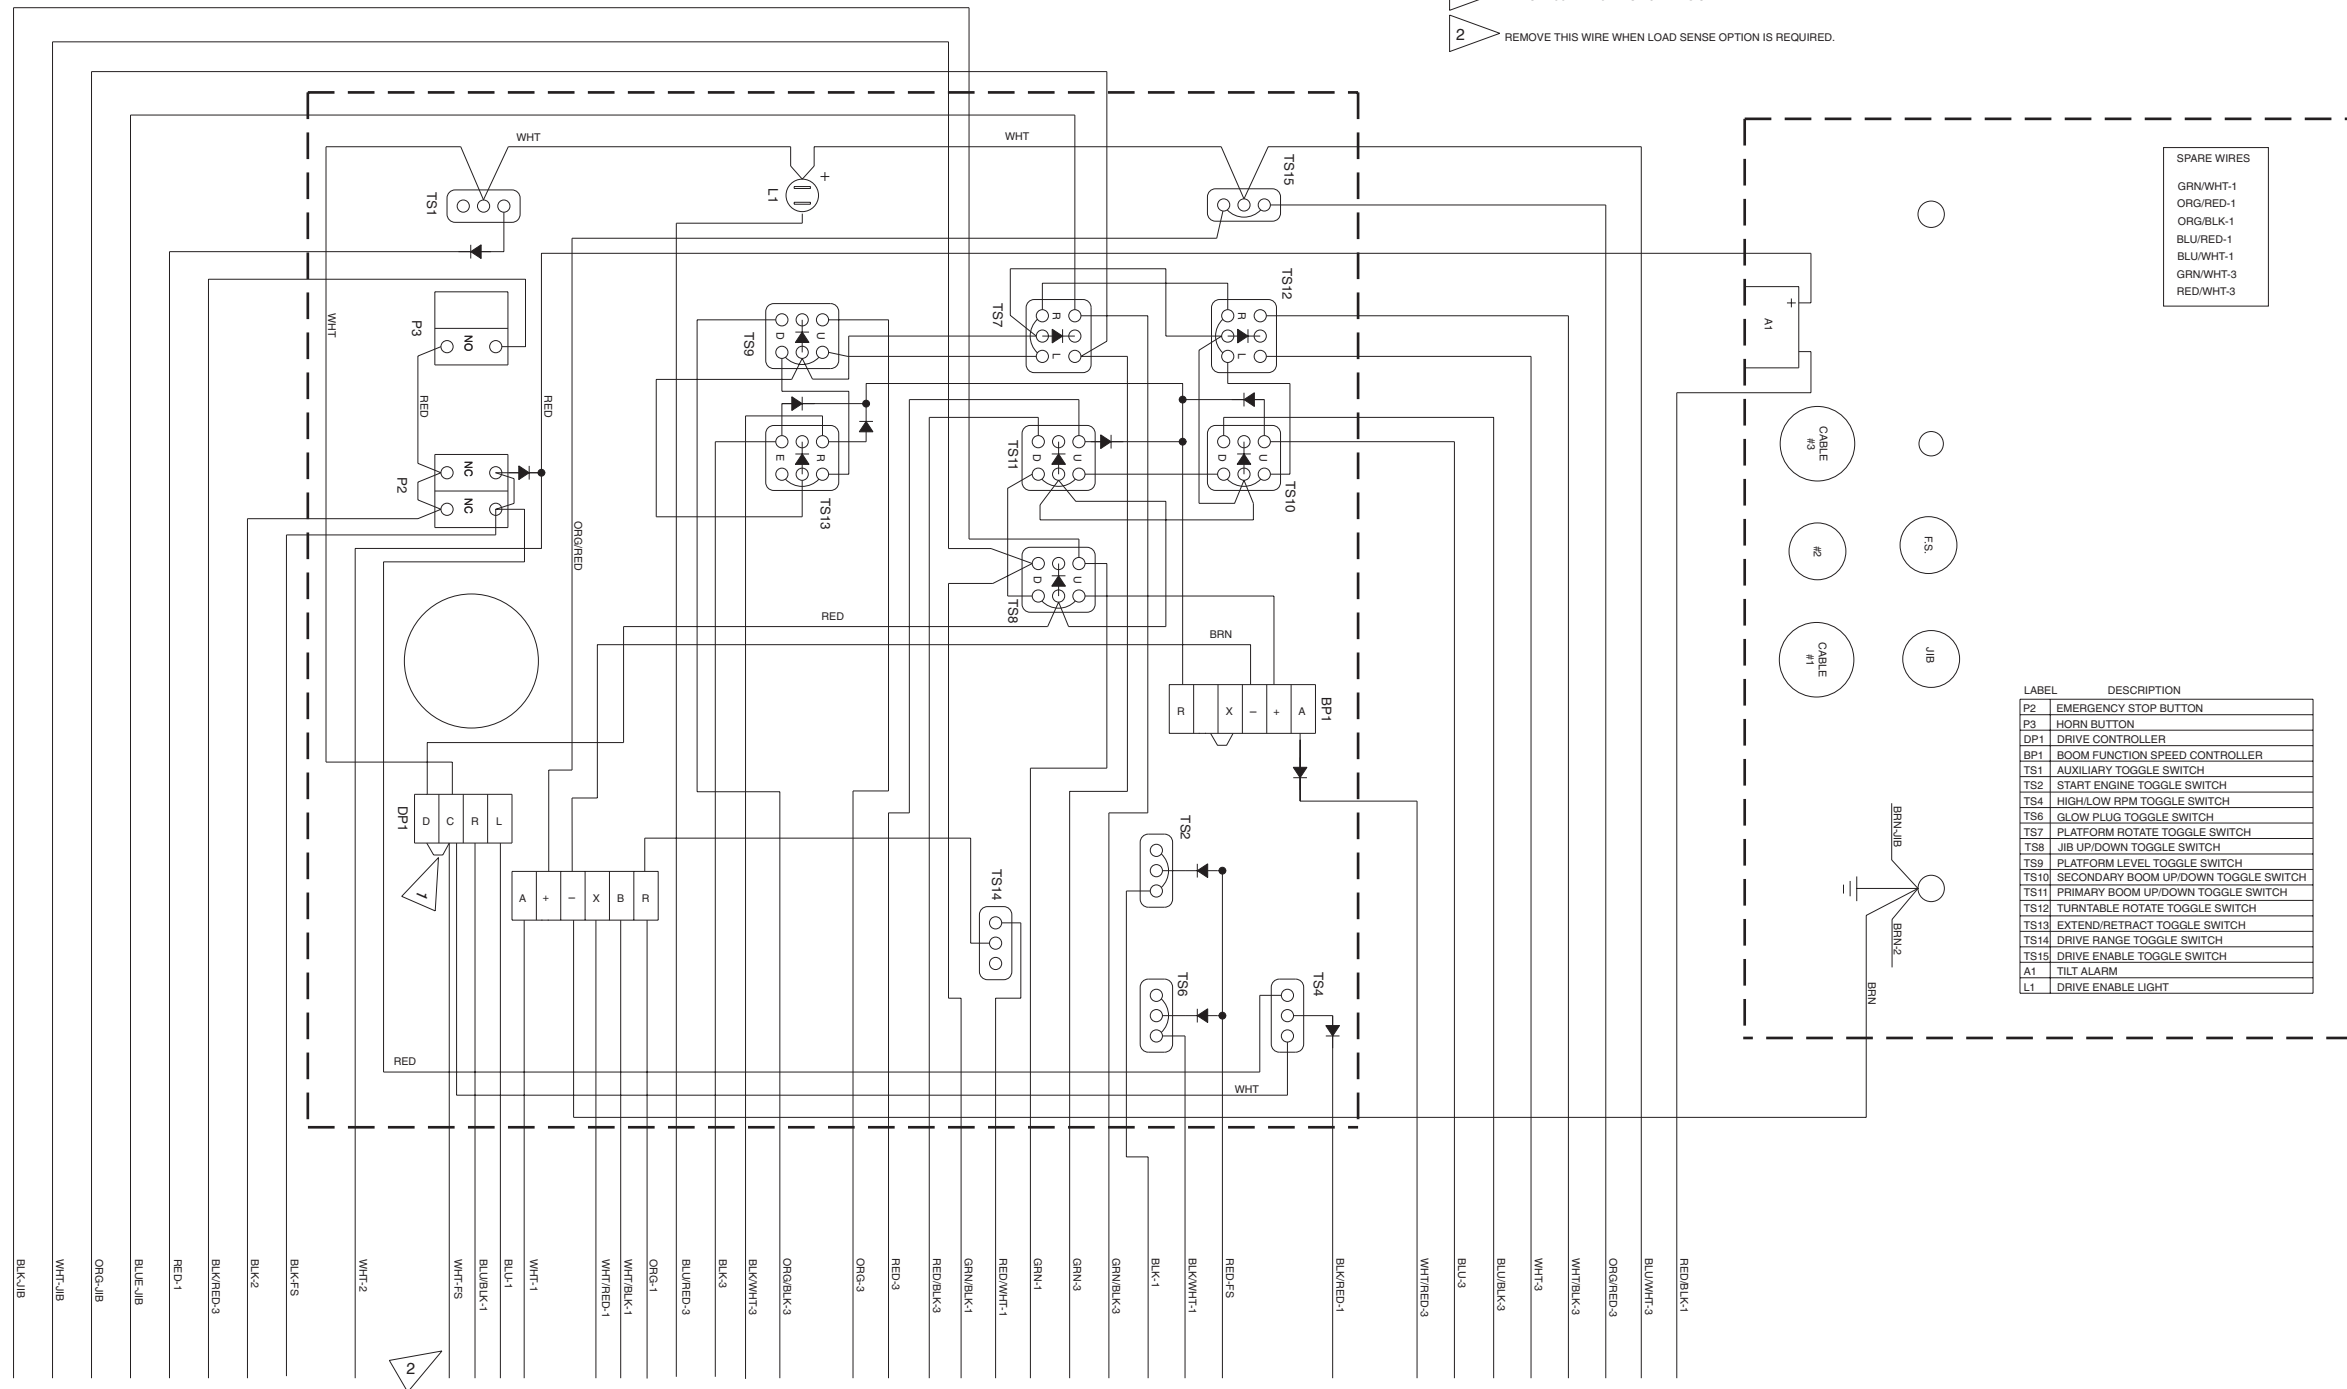 2 REMOVE THIS WIRE WHEN LOAD SENSE OPTION IS REQUIRED.
WHT
WHT
TS15
TS1
L1
+
WHT
P3
NO
RED
RED
P2
NC
NC
ORG/RED
TS9
D
U
TS7
R
L
TS12
R
L
TS13
E
R
TS11
D
U
TS10
D
U
TS8
D
U
RED
BRN
BP1
R X – + A
DP1
D C R L
1
A + – X B R
TS14
TS2
TS6
TS4
RED
WHT
SPARE WIRES
GRN/WHT-1
ORG/RED-1
ORG/BLK-1
BLU/RED-1
BLU/WHT-1
GRN/WHT-3
RED/WHT-3
+
A1
CABLE
#3
#2
F.S.
CABLE
#1
JIB
BRN-JIB
BRN-2
BRN
LABEL DESCRIPTION
P2 EMERGENCY STOP BUTTON
P3 HORN BUTTON
DP1 DRIVE CONTROLLER
BP1 BOOM FUNCTION SPEED CONTROLLER
TS1 AUXILIARY TOGGLE SWITCH
TS2 START ENGINE TOGGLE SWITCH
TS4 HIGH/LOW RPM TOGGLE SWITCH
TS6 GLOW PLUG TOGGLE SWITCH
TS7 PLATFORM ROTATE TOGGLE SWITCH
TS8 JIB UP/DOWN TOGGLE SWITCH
TS9 PLATFORM LEVEL TOGGLE SWITCH
TS10 SECONDARY BOOM UP/DOWN TOGGLE SWITCH
TS11 PRIMARY BOOM UP/DOWN TOGGLE SWITCH
TS12 TURNTABLE ROTATE TOGGLE SWITCH
TS13 EXTEND/RETRACT TOGGLE SWITCH
TS14 DRIVE RANGE TOGGLE SWITCH
TS15 DRIVE ENABLE TOGGLE SWITCH
A1 TILT ALARM
L1 DRIVE ENABLE LIGHT
BLK-JIB
WHT-JIB
ORG-JIB
BLUE-JIB
RED-1
BLK/RED-3
BLK-2
BLK-FS
WHT-2
2
WHT-FS
BLU/BLK-1
BLU-1
WHT-1
WHT/RED-1
WHT/BLK-1
ORG-1
BLU/RED-3
BLK-3
BLK/WHT-3
ORG/BLK-3
ORG-3
RED-3
RED/BLK-3
GRN/BLK-1
RED/WHT-1
GRN-1
GRN-3
GRN/BLK-3
BLK-1
BLK/WHT-1
RED-FS
BLK/RED-1
WHT/RED-3
BLU-3
BLU/BLK-3
WHT-3
WHT/BLK-3
ORG/RED-3
BLU/WHT-3
RED/BLK-1